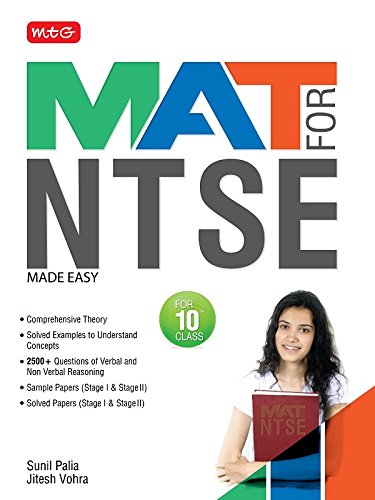 mtG
MAT FOR
NTSE
MADE EASY
FOR
10TH
CLASS
• Comprehensive Theory
• Solved Examples to Understand
Concepts
• 2500+ Questions of Verbal and
Non Verbal Reasoning
• Sample Papers (Stage I & Stage II)
• Solved Papers (Stage I & Stage II)
MAT
NTSE
Sunil Palia
Jitesh Vohra